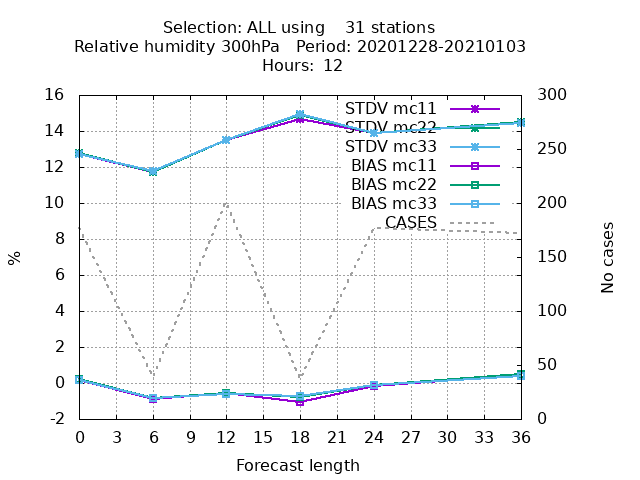 Selection: ALL using    31 stations
Relative humidity 300hPa   Period: 20201228-20210103
Hours:  12
16
14
12
10
8
6
4
2
0
-2
%
STDV mc11
STDV mc22
STDV mc33
BIAS mc11
BIAS mc22
BIAS mc33
CASES
300
250
200
150
100
50
0
No cases
0 3 6 9 12 15 18 21 24 27 30 33 36
Forecast length